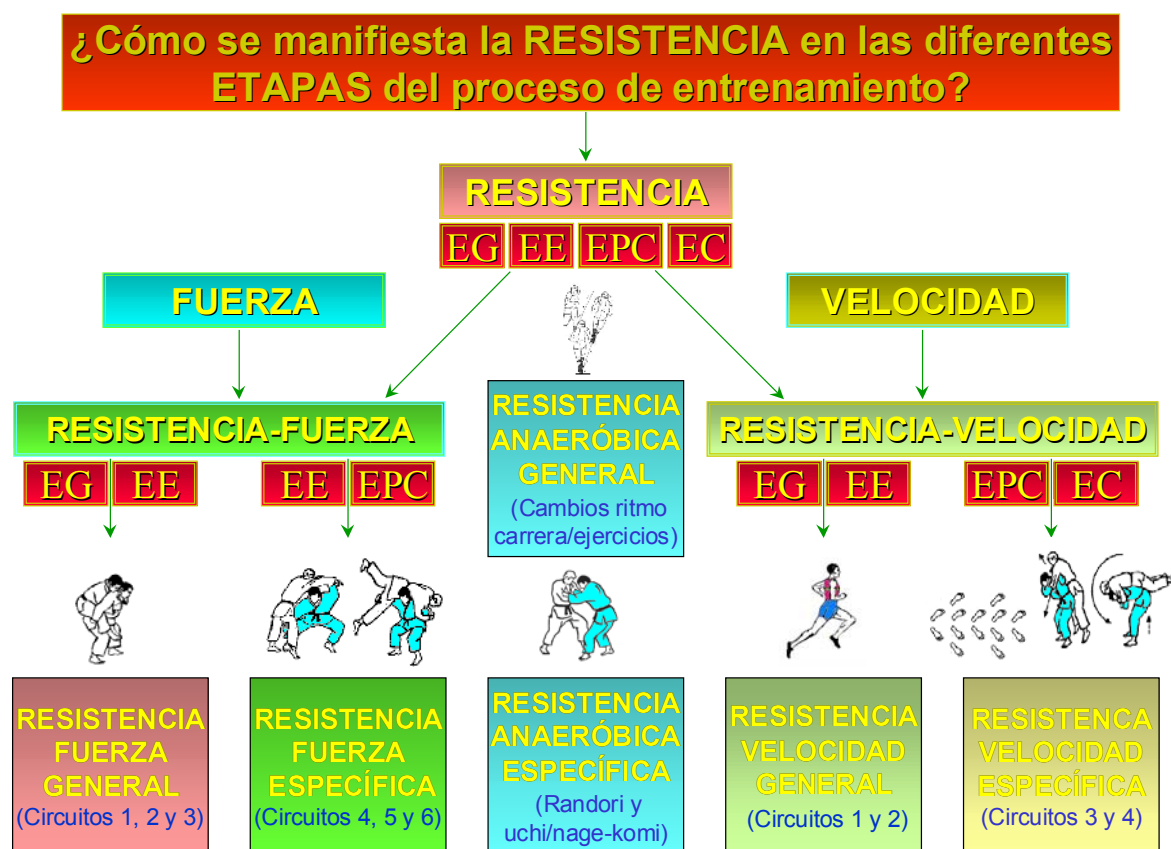 ¿Cómo se manifiesta la RESISTENCIA en las diferentes
ETAPAS del proceso de entrenamiento?
RESISTENCIA
EG EE EPC EC
FUERZA
VELOCIDAD
RESISTENCIA-FUERZA
EG EE
EE EPC
RESISTENCIA
ANAERÓBICA
GENERAL
(Cambios ritmo
carrera/ejercicios)
RESISTENCIA-VELOCIDAD
EG EE
EPC EC
RESISTENCIA
FUERZA
GENERAL
(Circuitos 1, 2 y 3)
RESISTENCIA
FUERZA
ESPECÍFICA
(Circuitos 4, 5 y 6)
RESISTENCIA
ANAERÓBICA
ESPECÍFICA
(Randori y
uchi/nage-komi)
RESISTENCIA
VELOCIDAD
GENERAL
(Circuitos 1 y 2)
RESISTENCA
VELOCIDAD
ESPECÍFICA
(Circuitos 3 y 4)